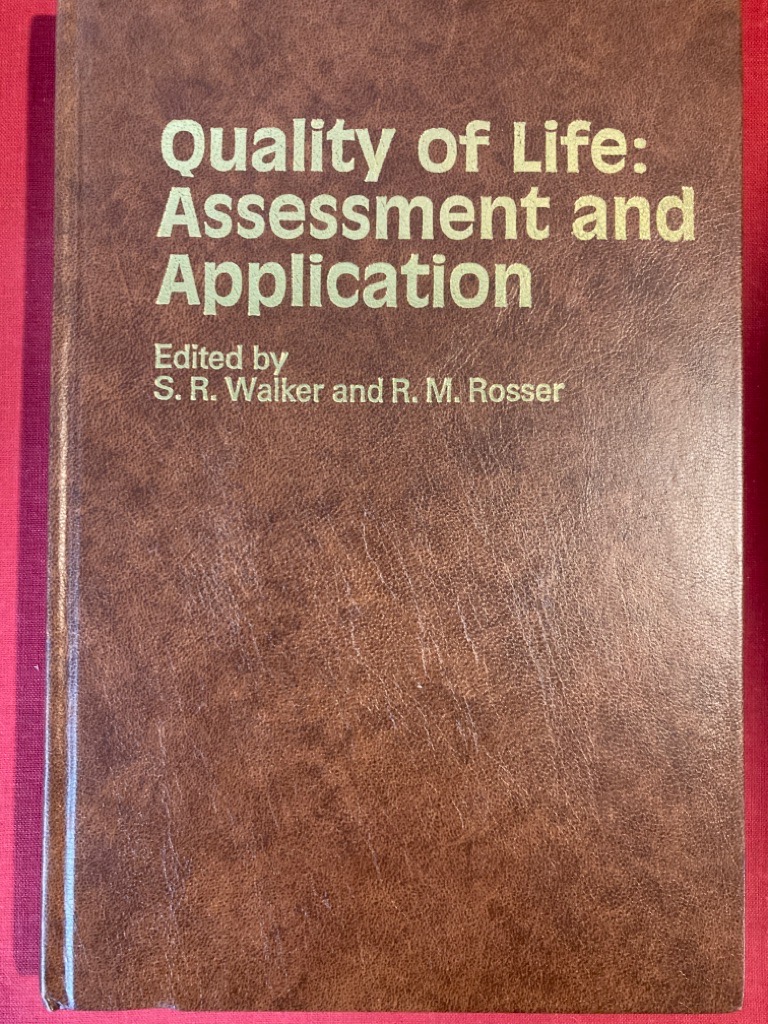 Quality of Life:
Assessment and
Application
Edited by
S. R. Walker and R. M. Rosser